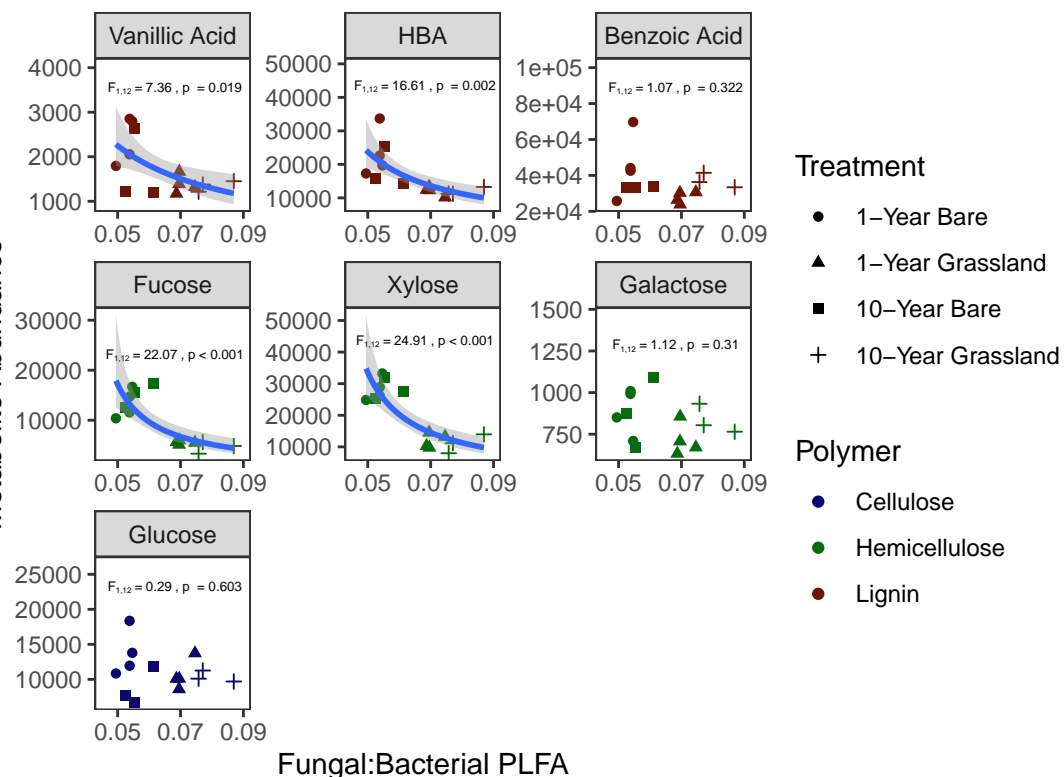 Vanillic Acid
HBA
Benzoic Acid
4000
3000
2000
1000
F1,12 = 7.36 , p = 0.019
0.05 0.07 0.09
50000
40000
30000
20000
10000
F1,12 = 16.61 , p = 0.002
0.05 0.07 0.09
1e+05
8e+04
6e+04
4e+04
2e+04
F1,12 = 1.07 , p = 0.322
0.05 0.07 0.09
Fucose
Xylose
Galactose
30000
20000
10000
F1,12 = 22.07 , p < 0.001
0.05 0.07 0.09
50000
40000
30000
20000
10000
F1,12 = 24.91 , p < 0.001
0.05 0.07 0.09
1500
1250
1000
750
F1,12 = 1.12 , p = 0.31
0.05 0.07 0.09
Glucose
25000
20000
15000
10000
F1,12 = 0.29 , p = 0.603
0.05 0.07 0.09
Fungal:Bacterial PLFA
Treatment
1−Year Bare
1−Year Grassland
10−Year Bare
10−Year Grassland
Polymer
Cellulose
Hemicellulose
Lignin